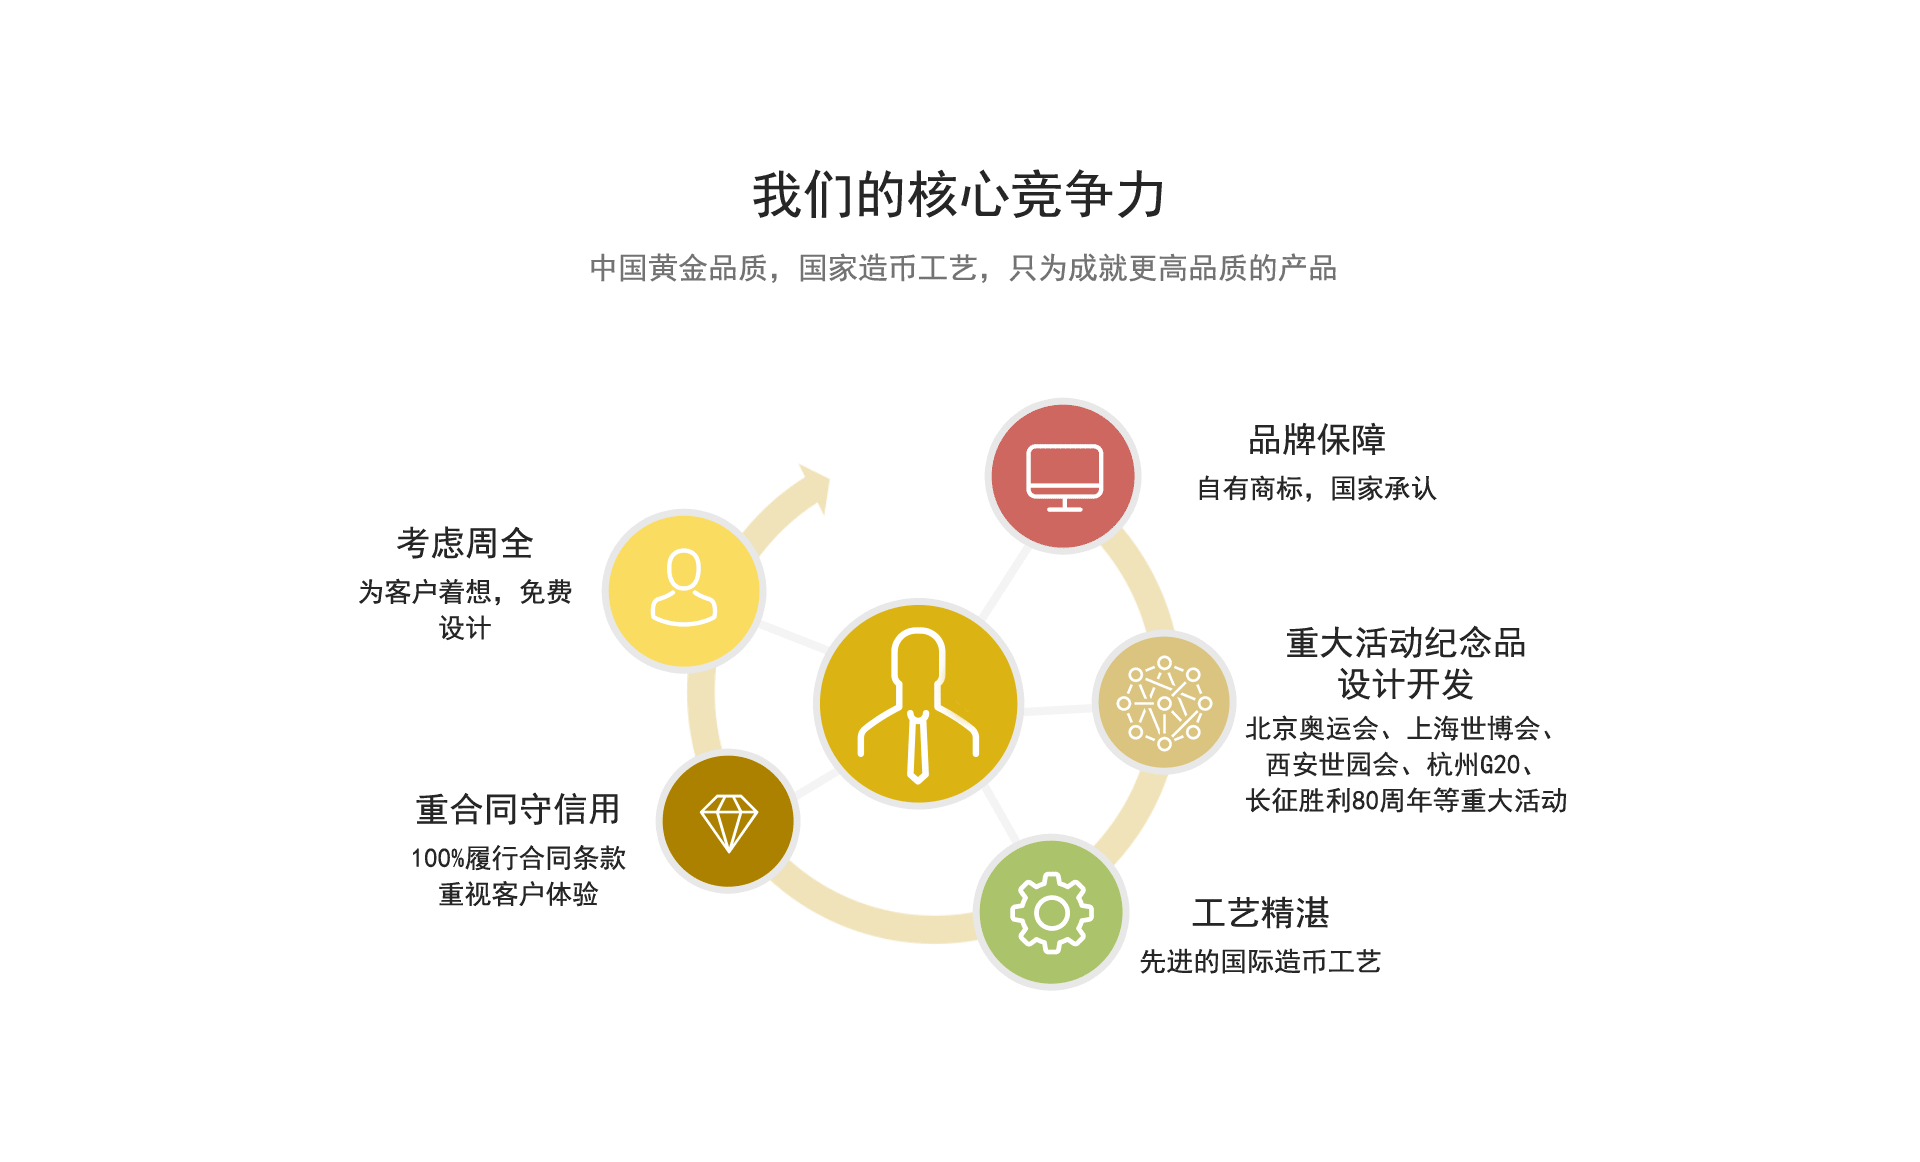 我们的核心竞争力
中国黄金品质，国家造币工艺，只为成就更高品质的产品
品牌保障
自有商标，国家承认
重大活动纪念品
设计开发
北京奥运会、上海世博会、
西安世园会、杭州G20、
长征胜利80周年等重大活动
工艺精湛
先进的国际造币工艺
重合同守信用
100%履行合同条款
重视客户体验
考虑周全
为客户着想，免费
设计